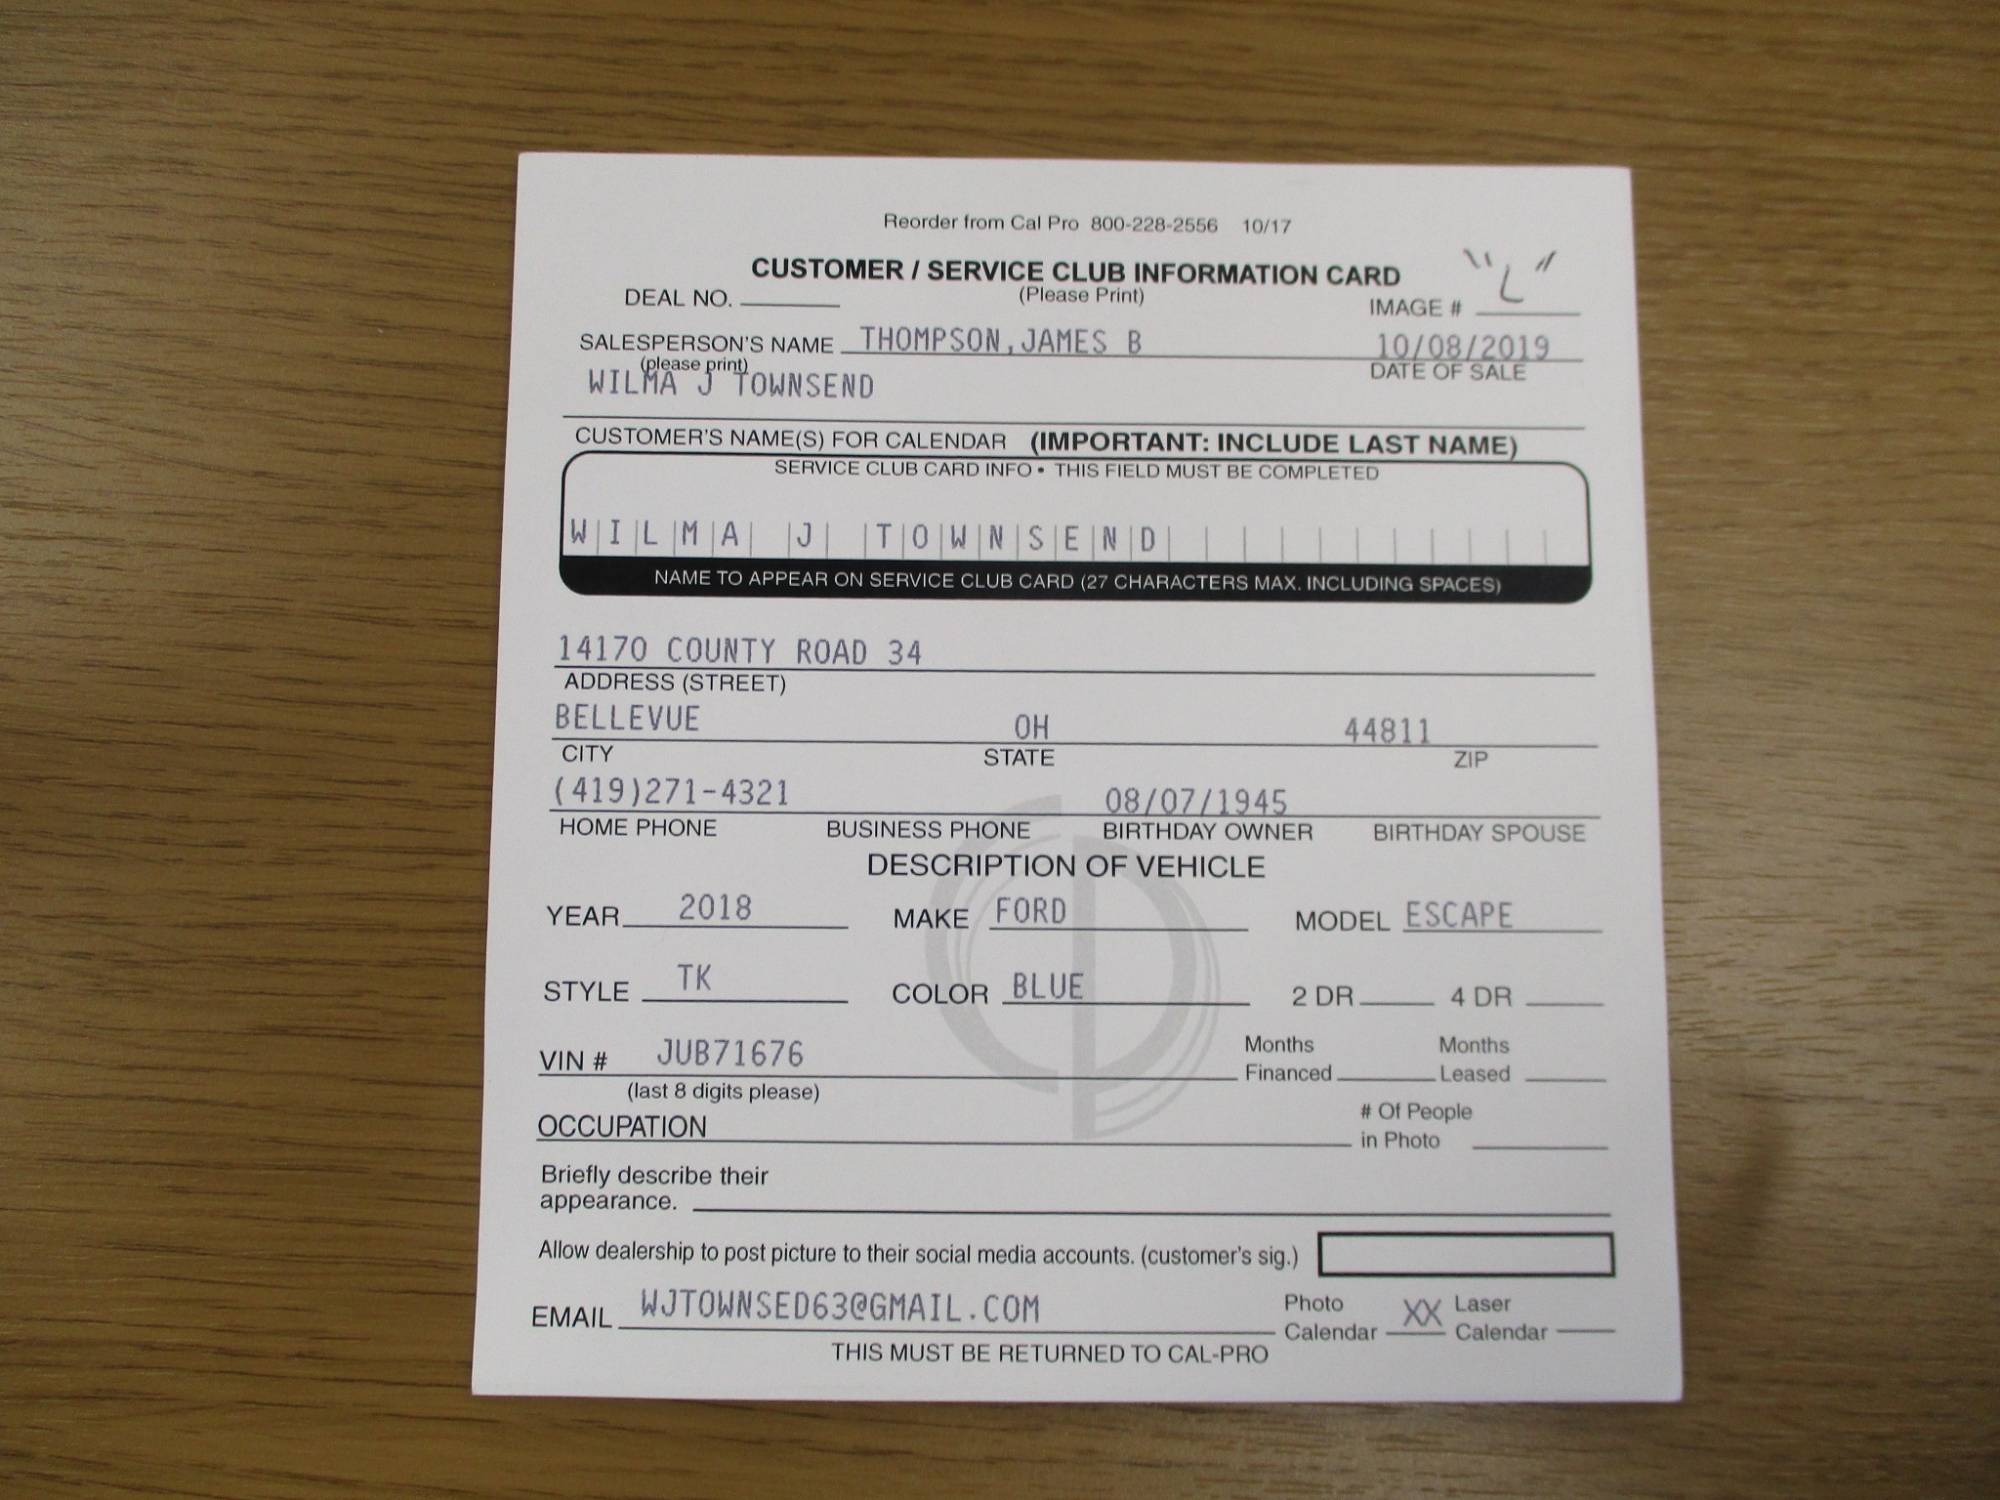 Reorder from Cal Pro 800-228-2556 10/17
CUSTOMER / SERVICE CLUB INFORMATION CARD
DEAL NO. (Please Print) IMAGE # "L"
SALESPERSON'S NAME THOMPSON,JAMES B 10/08/2019
(please print) DATE OF SALE
WILMA J TOWNSEND
CUSTOMER'S NAME(S) FOR CALENDAR (IMPORTANT: INCLUDE LAST NAME)
SERVICE CLUB CARD INFO • THIS FIELD MUST BE COMPLETED
WILMA J TOWNSEND
NAME TO APPEAR ON SERVICE CLUB CARD (27 CHARACTERS MAX. INCLUDING SPACES)
14170 COUNTY ROAD 34
ADDRESS (STREET)
BELLEVUE OH 44811
CITY STATE ZIP
(419)271-4321 08/07/1945
HOME PHONE BUSINESS PHONE BIRTHDAY OWNER BIRTHDAY SPOUSE
DESCRIPTION OF VEHICLE
YEAR 2018 MAKE FORD MODEL ESCAPE
STYLE TK COLOR BLUE 2 DR 4 DR
VIN # JUB71676 Months Financed Months Leased
(last 8 digits please)
OCCUPATION # Of People in Photo
Briefly describe their
appearance.
Allow dealership to post picture to their social media accounts. (customer's sig.)
EMAIL WJTOWNSED63@GMAIL.COM Photo Calendar XX Laser Calendar
THIS MUST BE RETURNED TO CAL-PRO